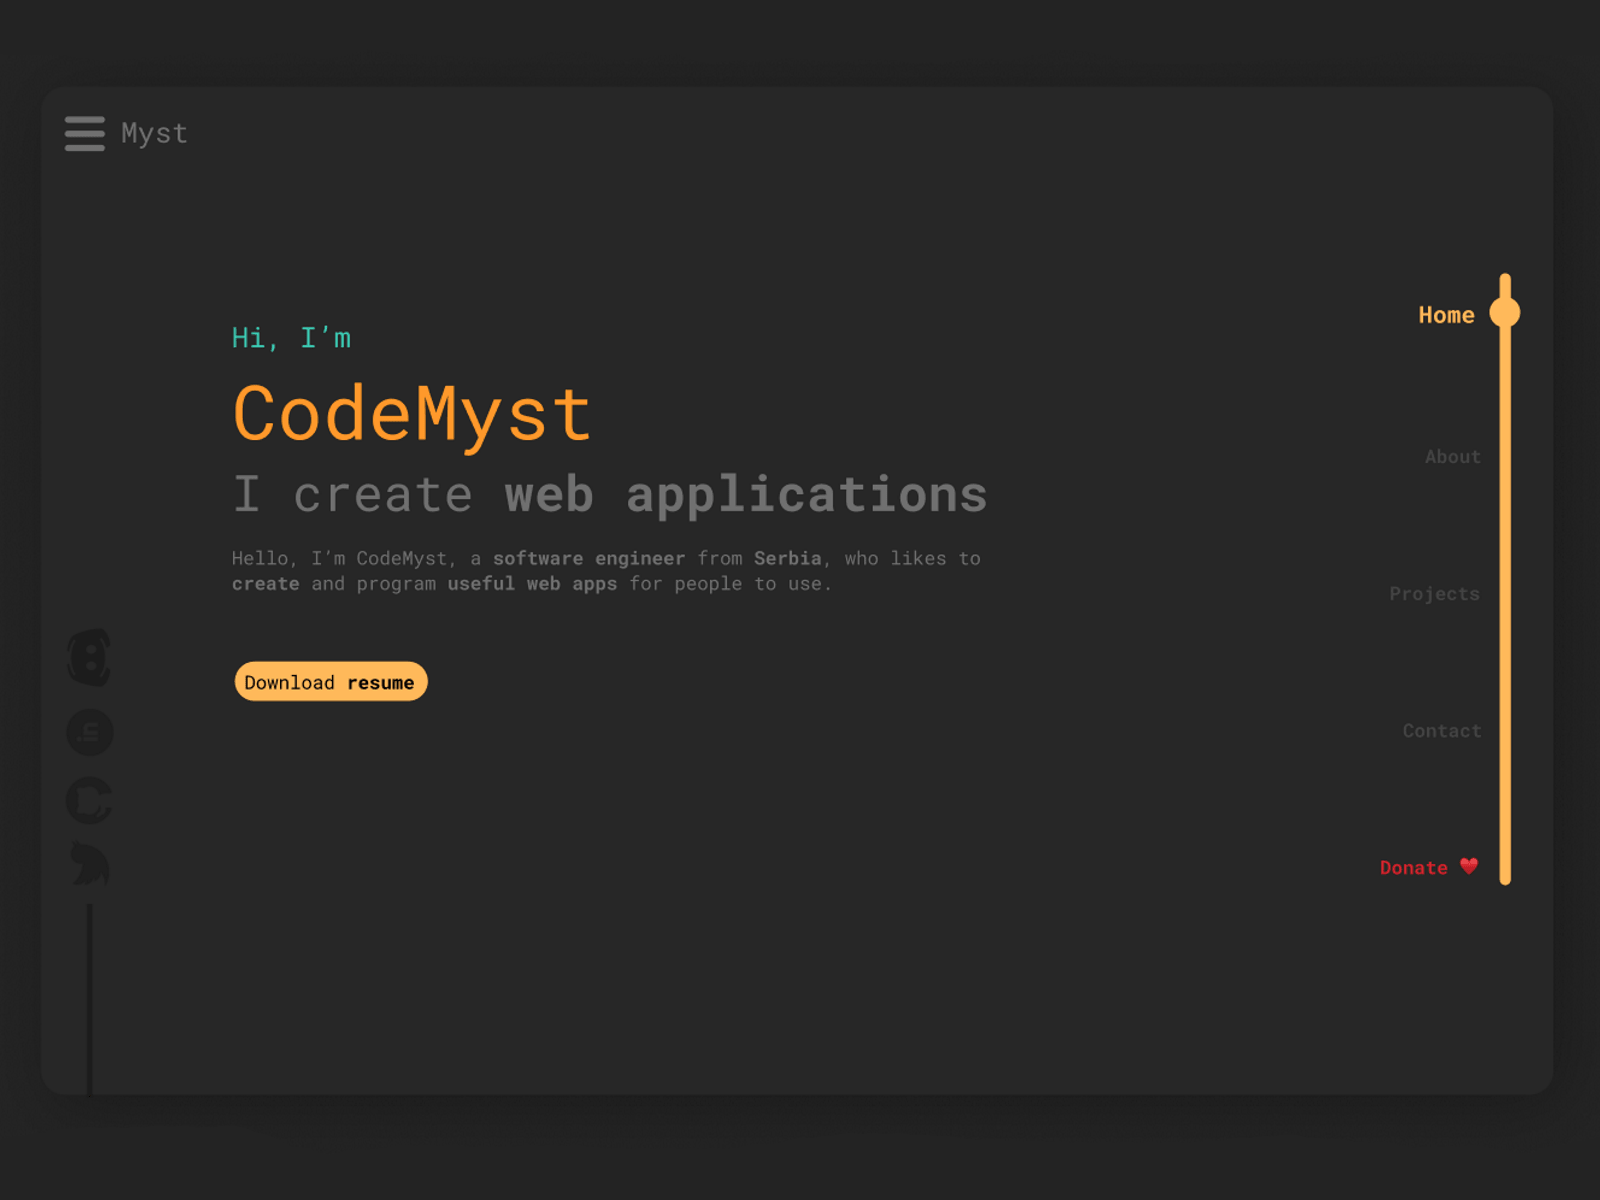 Myst
Hi, I’m
CodeMyst
I create web applications
Hello, I’m CodeMyst, a software engineer from Serbia, who likes to
create and program useful web apps for people to use.
Download resume
Home
About
Projects
Contact
Donate ❤️
in